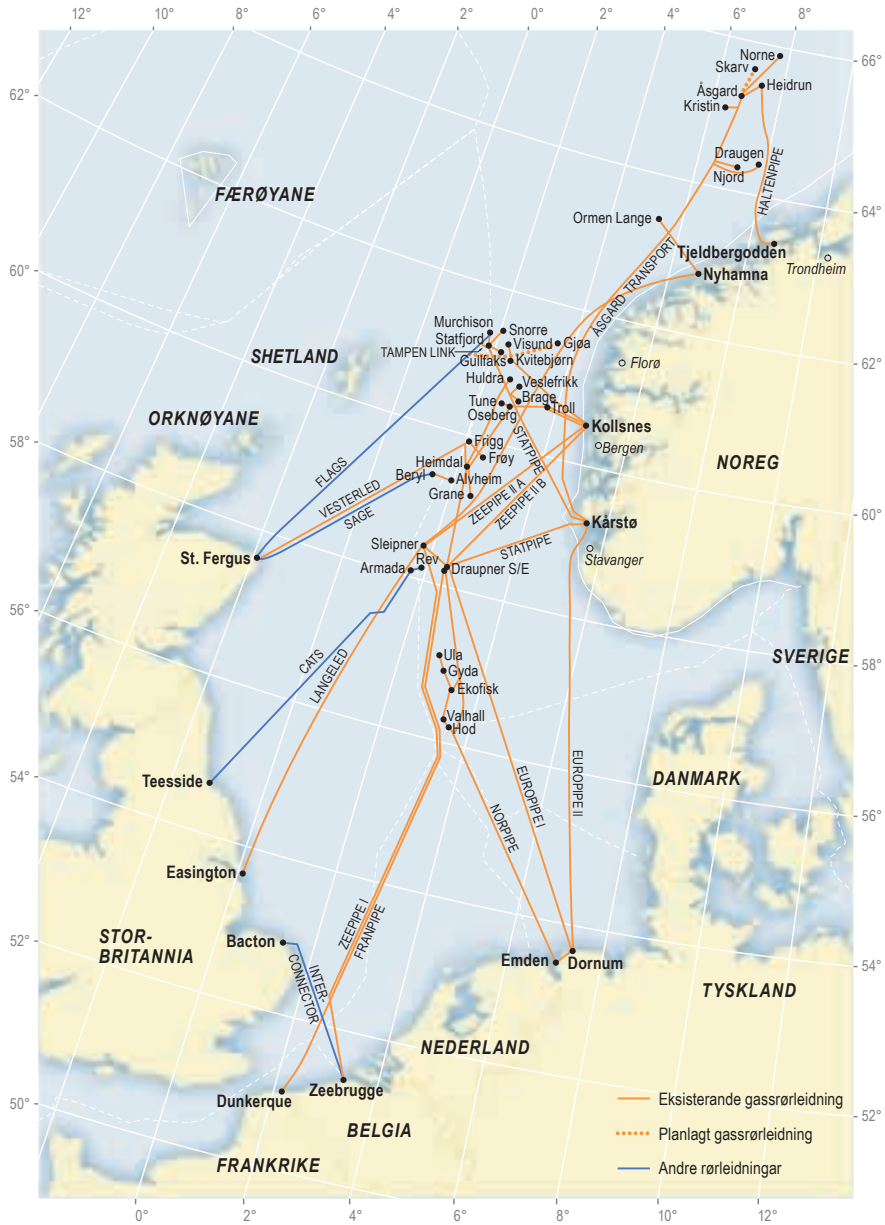 12° 10° 8° 6° 4° 2° 0° 2° 4° 6° 8°
66°
Norne
Skarv
Åsgard
Heidrun
Kristin
62°
Draugen
Njord
HALTENPIPE
FÆRØYANE
64°
Ormen Lange
Tjeldbergodden
Trondheim
Nyhamna
60°
ÅSGARD TRANSPORT
Murchison
Snorre
Statfjord
Visund
Gjøa
TAMPEN LINK
Gullfaks
Kvitebjørn
SHETLAND
Florø
62°
Huldra
Veslefrikk
Tune
Brage
Oseberg
Troll
ORKNØYANE
Kollsnes
Bergen
58°
STATPIPE
Frigg
Frøy
Heimdal
Beryl
Alvheim
Grane
NOREG
FLAGS
VESTERLED
SAGE
ZEEPIPE II A
ZEEPIPE II B
60°
Kårstø
St. Fergus
Sleipner
STATPIPE
Stavanger
Rev
Armada
Draupner S/E
56°
CATS
LANGELED
Ula
Gyda
Ekofisk
Valhall
Hod
SVERIGE
58°
54°
Teesside
DANMARK
EUROPIPE II
EUROPIPE I
NORPIPE
56°
Easington
ZEEPIPE I
FRANPIPE
52°
STOR-
BRITANNIA
Bacton
INTER-
CONNECTOR
Emden
Dornum
54°
TYSKLAND
NEDERLAND
Zeebrugge
Dunkerque
50°
BELGIA
FRANKRIKE
52°
Eksisterande gassrørleidning
Planlagt gassrørleidning
Andre rørleidningar
0° 2° 4° 6° 8° 10° 12°